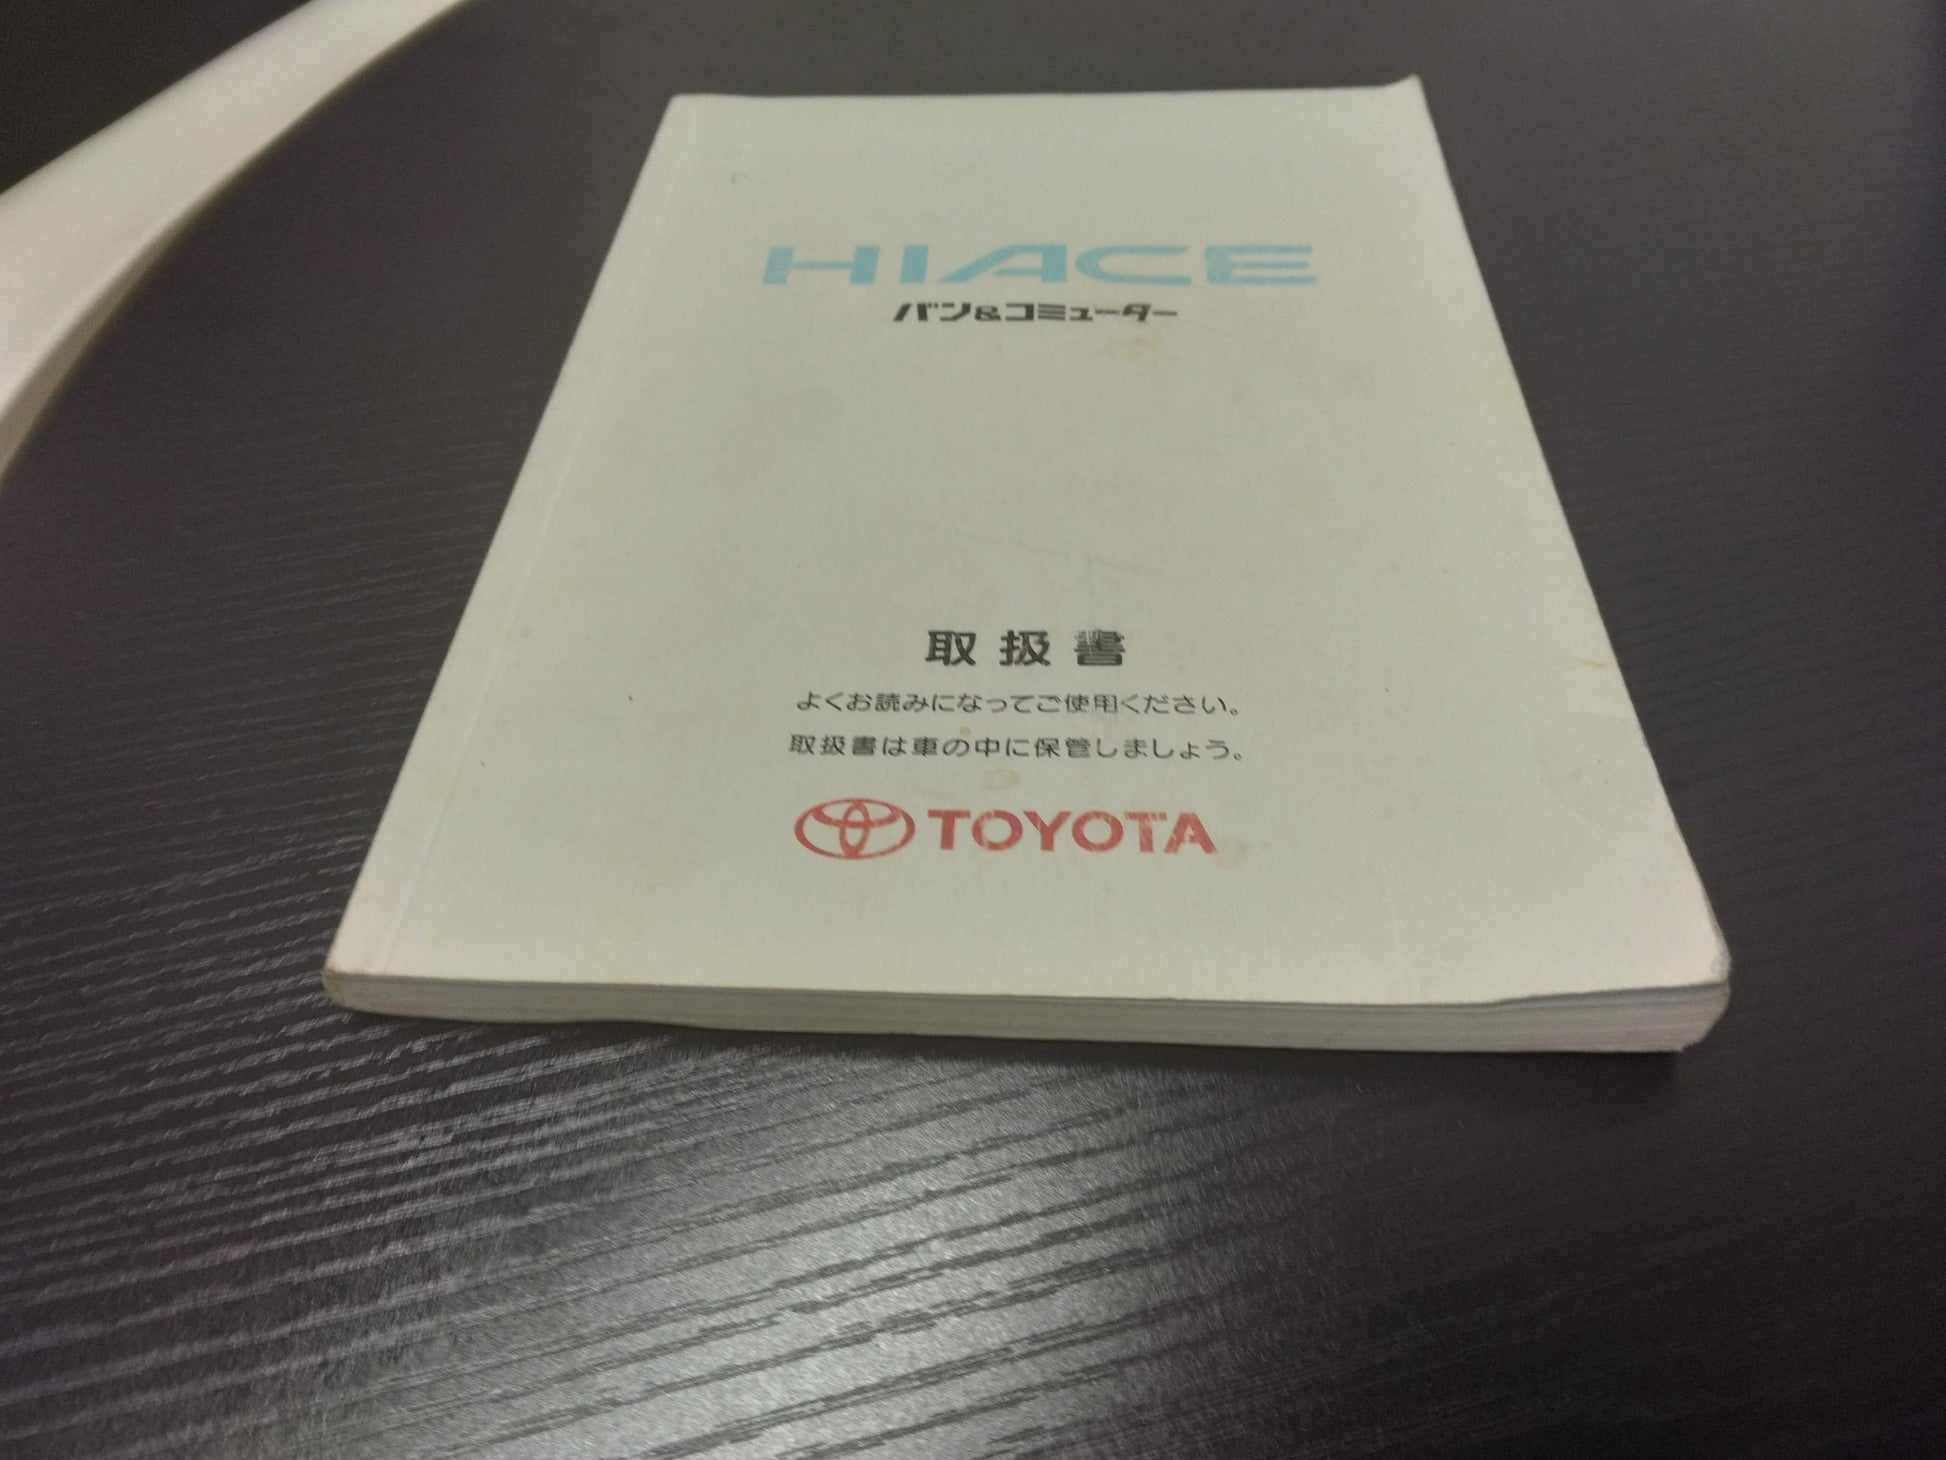 HIACE
バン&コミューター
取扱書
よくお読みになってご使用ください。
取扱書は車の中に保管しましょう。
TOYOTA